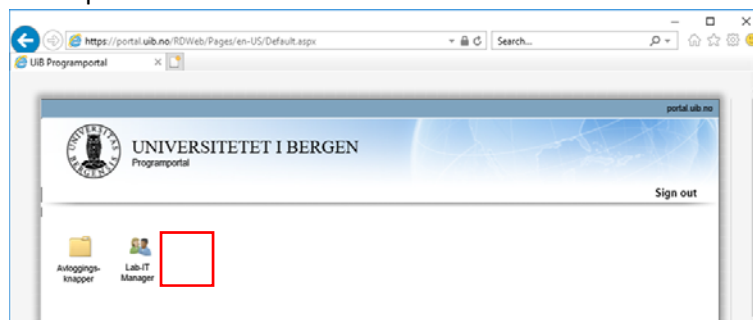 https://portal.uib.no/RDWeb/Pages/en-US/Default.aspx
Search...
UiB Programportal
portal.uib.no
UNIVERSITETET I BERGEN
Programportal
Sign out
Avloggings-
knapper
Lab-IT
Manager